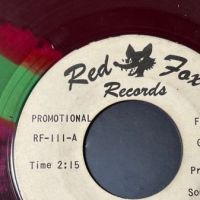 Red Fox
Records
PROMOTIONAL
RF-111-A
Time 2:15